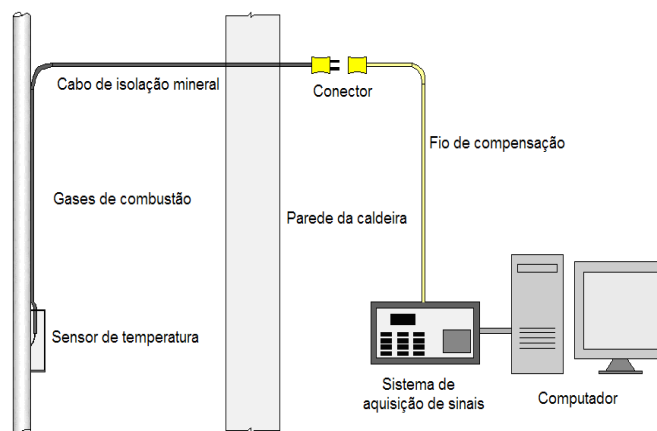 Cabo de isolação mineral
Conector
Fio de compensação
Gases de combustão
Parede da caldeira
Sensor de temperatura
Sistema de
aquisição de sinais
Computador